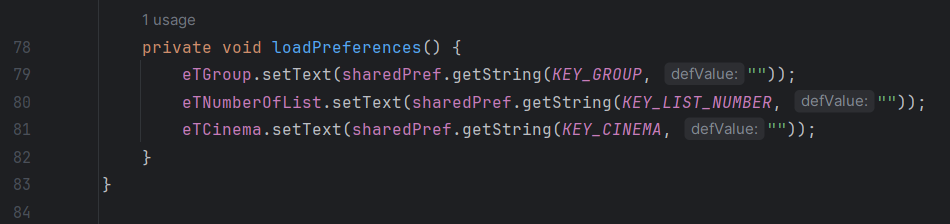 1 usage
78 private void loadPreferences() {
79 eTGroup.setText(sharedPref.getString(KEY_GROUP, defValue: ""));
80 eTNumberOfList.setText(sharedPref.getString(KEY_LIST_NUMBER, defValue: ""));
81 eTCinema.setText(sharedPref.getString(KEY_CINEMA, defValue: ""));
82 }
83 }
84